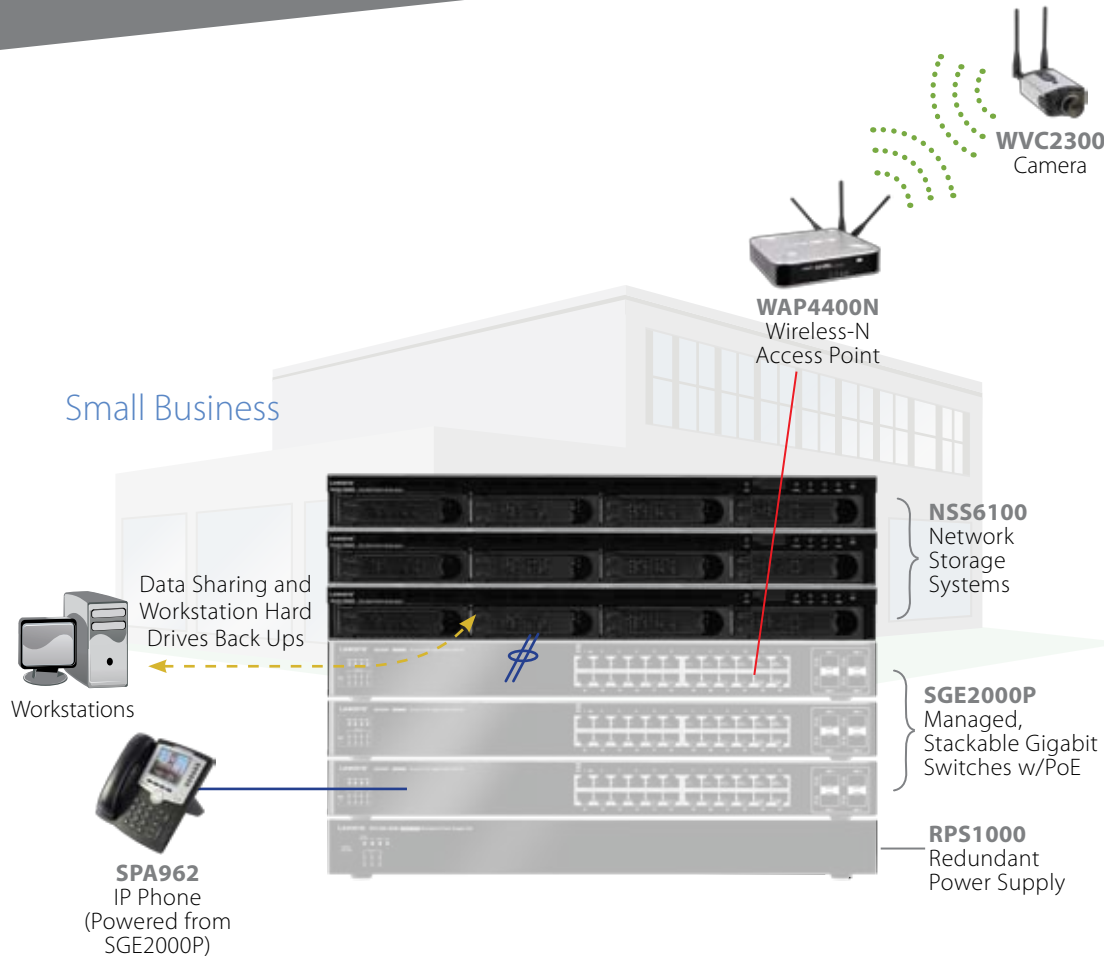 WVC2300
Camera
WAP4400N
Wireless-N
Access Point
Small Business
NSS6100
Network
Storage
Systems
Data Sharing and
Workstation Hard
Drives Back Ups
Workstations
SGE2000P
Managed,
Stackable Gigabit
Switches w/PoE
SPA962
IP Phone
(Powered from
SGE2000P)
RPS1000
Redundant
Power Supply